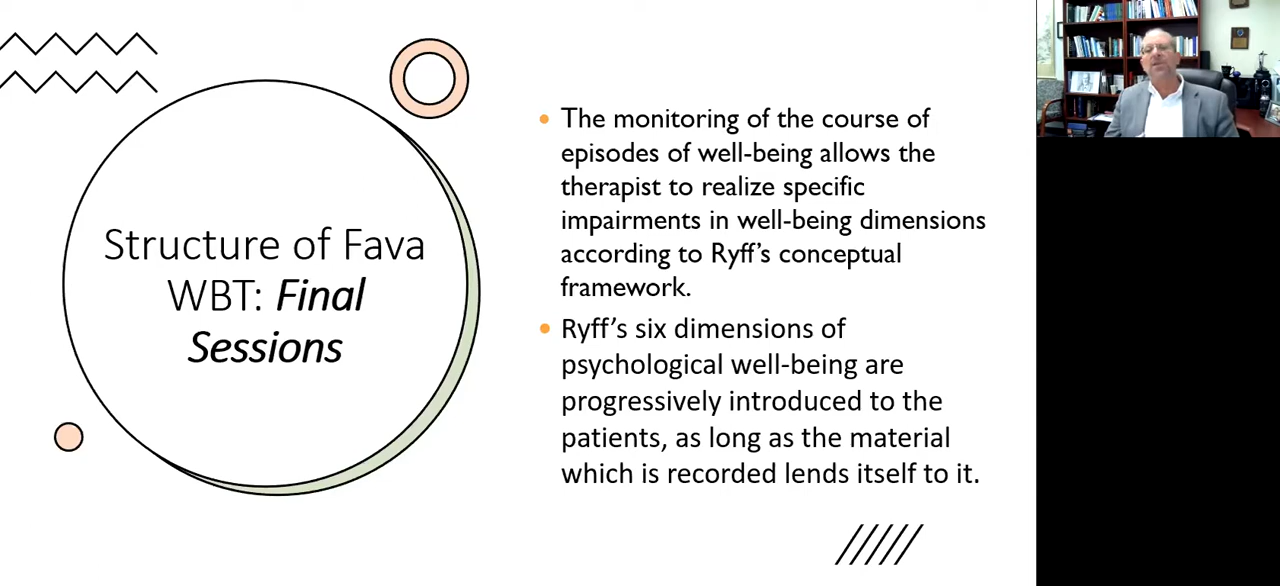 Structure of Fava
WBT: Final
Sessions
• The monitoring of the course of
episodes of well-being allows the
therapist to realize specific
impairments in well-being dimensions
according to Ryff’s conceptual
framework.
• Ryff’s six dimensions of
psychological well-being are
progressively introduced to the
patients, as long as the material
which is recorded lends itself to it.